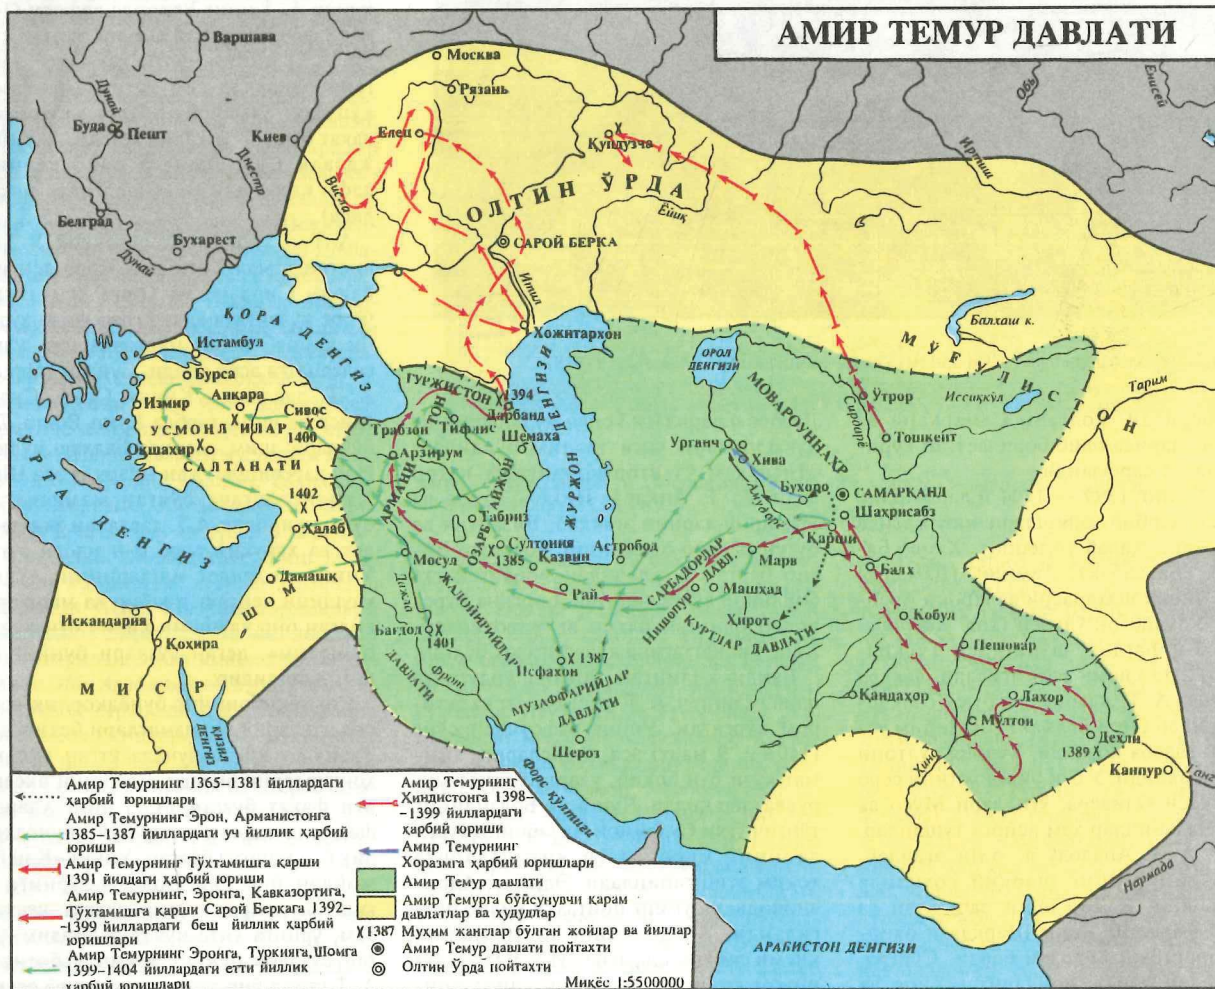 АМИР ТЕМУР ДАВЛАТИ
Варшава
Москва
Рязань
Обь
Енисей
Дунай
Буда
Пешт
Киев
Елец
Қундузча
Иртиш
Днестр
Висла
ОЛТИН ЎРДА
Ёйиқ
Белград
Бухарест
Дунай
САРОЙ БЕРКА
Итил
Хожитархон
Балхаш к.
ҚОРА ДЕНГИЗ
Истамбул
Бурса
ОРОЛ
ДЕНГИЗИ
МЎҒУЛИСТОН
Тарим
Иссиккўл
ГУРЖИСТОН
1394
Дарбанд
МОВАРОУННАҲР
Ўтрор
Сирдарё
Измир
Анқара
Сивос
1400
Трабзон
Тифлис
Шемаха
ЖУРЖОН ДЕНГИЗИ
Урганч
Хива
Тошкент
УСМОНЛИЛАР
Оқшахир
САЛТАНАТИ
Арзирум
АРМАНИСТОН
ОЗАРБАЙЖОН
Бухоро
САМАРҚАНД
Шаҳрисабз
Амударё
ЎРТА ДЕНГИЗ
1402
Халаб
Табриз
Султония
1385
Қазвин
Астробод
Қарши
Мосул
Марв
Балх
САРБАДОРЛАР
ДАВЛ.
Дамашқ
ШОМ
Рай
Нишопур
Машҳад
Кобул
Искандария
Қохира
Дажла
Бағдод
1401
ЖАЛОЙИРИЙЛАР
ДАВЛАТИ
Фрот
Ҳирот
КУРТЛАР ДАВЛАТИ
Пешовар
МИСР
ҚИЗИЛ
ДЕНГИЗ
1387
Исфахон
МУЗАФФАРИЙЛАР
ДАВЛАТИ
Қандаҳор
Лахор
Мултон
Деҳли
1389
Шероз
Ҳинд
Канпур
Ганг
Форс қўлтиғи
Нармада
АРАБИСТОН ДЕНГИЗИ
Амир Темурнинг 1365–1381 йиллардаги
ҳарбий юришлари
Амир Темурнинг Эрон, Арманистонга
1385–1387 йиллардаги уч йиллик ҳарбий
юриши
Амир Темурнинг Тўхтамишга қарши
1391 йилдаги ҳарбий юриши
Амир Темурнинг, Эронга, Кавказортига,
Тўхтамишга қарши Сарой Беркага 1392–
–1399 йиллардаги беш йиллик ҳарбий
юришлари
Амир Темурнинг Эронга, Туркияга, Шомга
1399–1404 йиллардаги етти йиллик
ҳарбий юришлари
Амир Темурнинг
Ҳиндистонга 1398–
–1399 йиллардаги
ҳарбий юриши
Амир Темурнинг
Хоразмга ҳарбий юришлари
Амир Темур давлати
Амир Темурга бўйсунувчи қарам
давлатлар ва ҳудудлар
1387 Муҳим жанглар бўлган жойлар ва йиллар
Амир Темур давлати пойтахти
Олтин Ўрда пойтахти
Миқёс 1:5500000